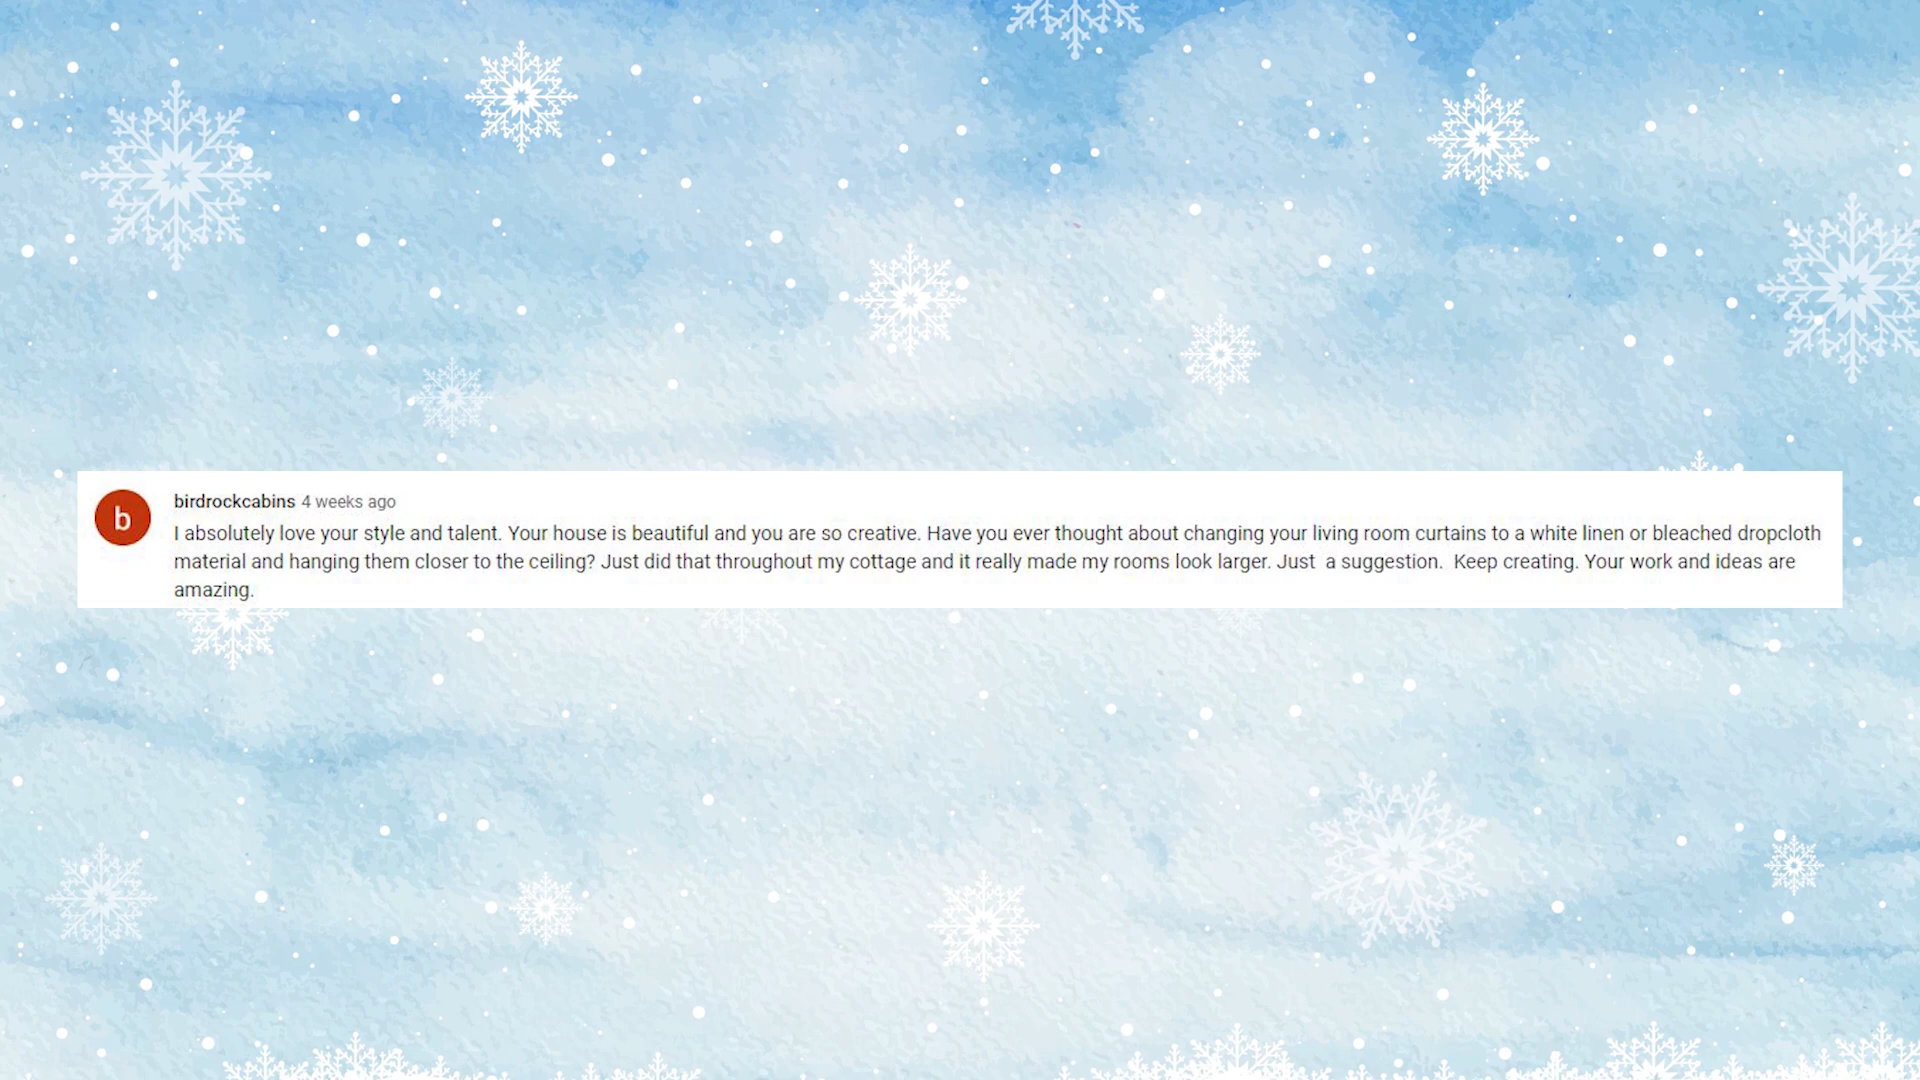 b
birdrockcabins 4 weeks ago
I absolutely love your style and talent. Your house is beautiful and you are so creative. Have you ever thought about changing your living room curtains to a white linen or bleached dropcloth
material and hanging them closer to the ceiling? Just did that throughout my cottage and it really made my rooms look larger. Just  a suggestion.  Keep creating. Your work and ideas are
amazing.